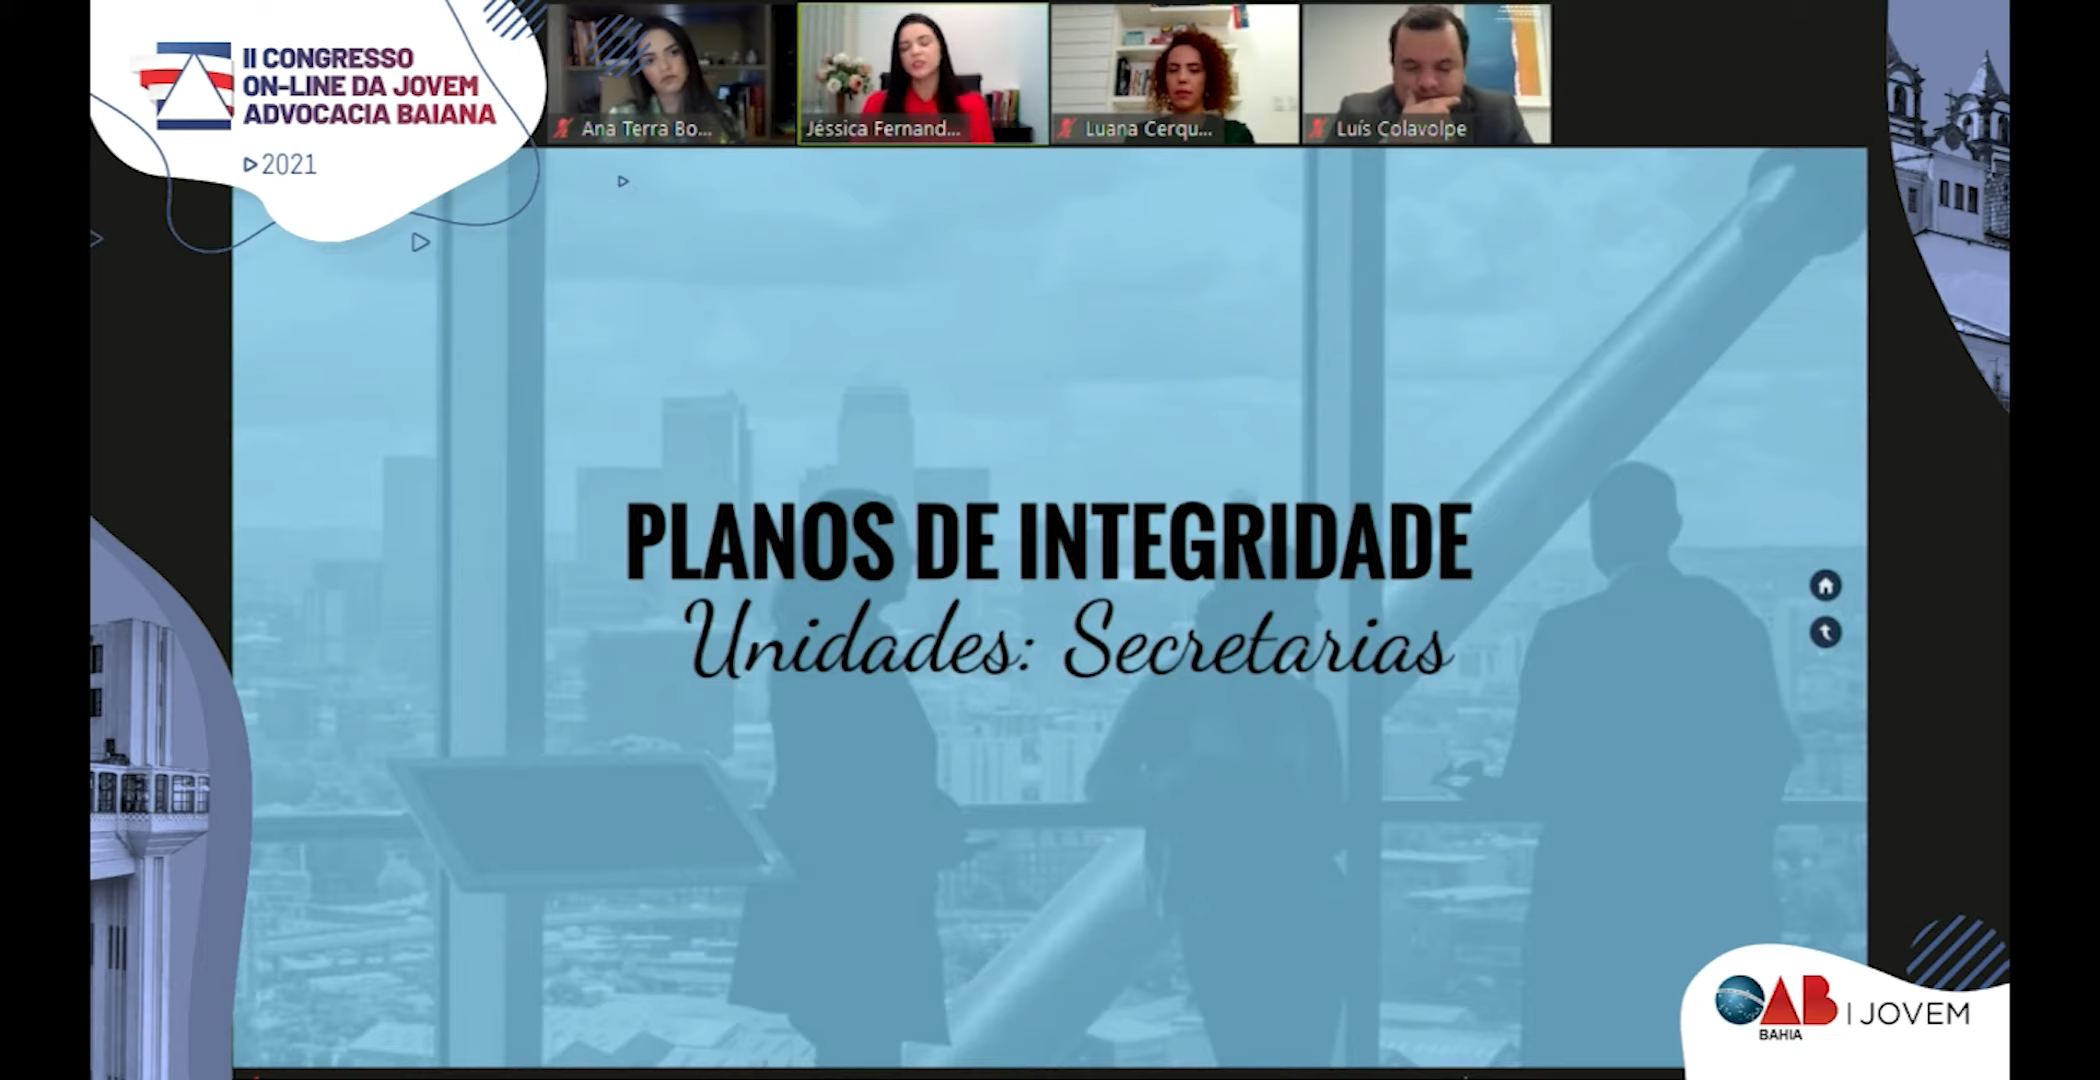 II CONGRESSO
ON-LINE DA JOVEM
ADVOCACIA BAIANA
2021
Ana Terra Bo...
Jéssica Fernand...
Luana Cerqu...
Luís Colavolpe
PLANOS DE INTEGRIDADE
Unidades: Secretarias
OAB | JOVEM
BAHIA